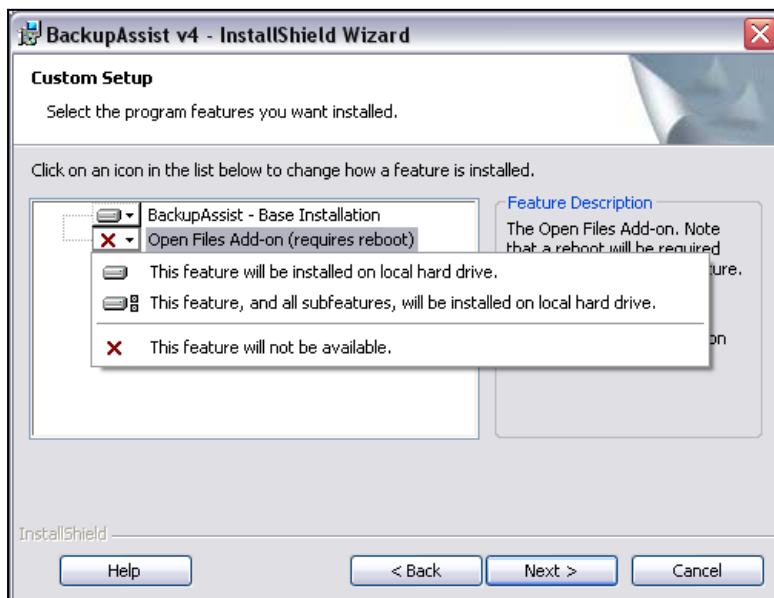 BackupAssist v4 - InstallShield Wizard
Custom Setup
Select the program features you want installed.
Click on an icon in the list below to change how a feature is installed.
BackupAssist - Base Installation
Open Files Add-on (requires reboot)
This feature will be installed on local hard drive.
This feature, and all subfeatures, will be installed on local hard drive.
This feature will not be available.
Feature Description
The Open Files Add-on. Note
that a reboot will be required
InstallShield
Help
< Back
Next >
Cancel